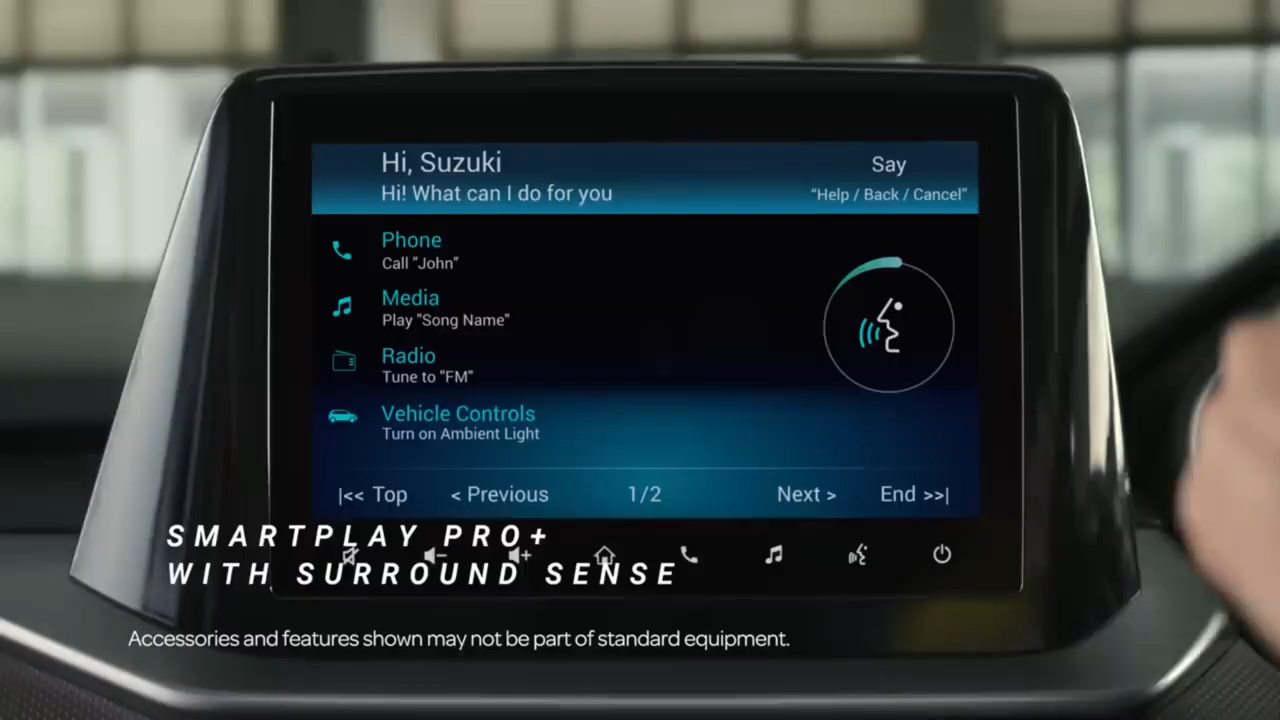 Hi, Suzuki
Say
Hi! What can I do for you
“Help / Back / Cancel”
Phone
Call "John"
Media
Play "Song Name"
Radio
Tune to "FM"
Vehicle Controls
Turn on Ambient Light
|<< Top < Previous 1/2 Next > End >>|
SMARTPLAY PRO+
WITH SURROUND SENSE
Accessories and features shown may not be part of standard equipment.